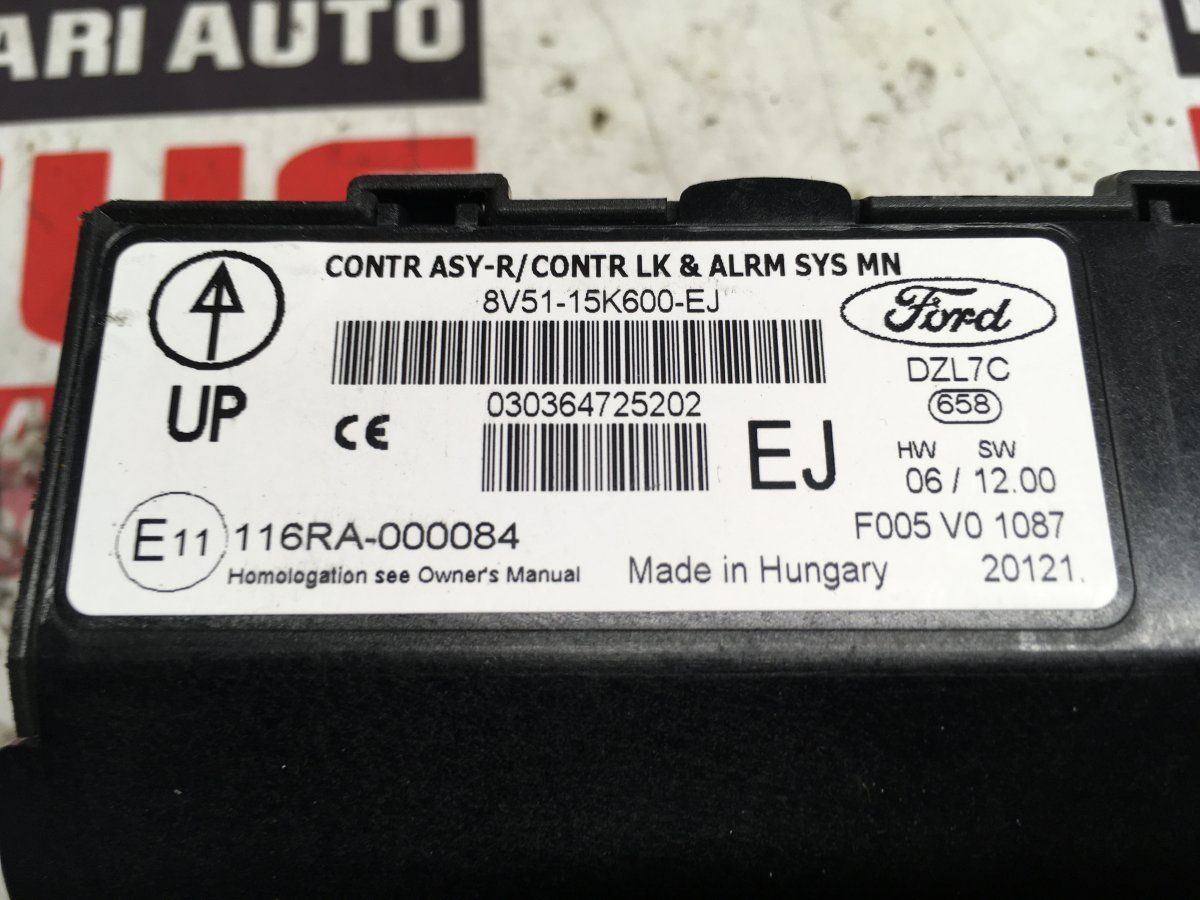 ARI AUTO
UP
CONTR ASY-R/CONTR LK & ALRM SYS MN
8V51-15K600-EJ
Ford
DZL7C
658
030364725202
CE
EJ
HW SW
06 / 12.00
E11
116RA-000084
Homologation see Owner's Manual
Made in Hungary
F005 V0 1087
20121.